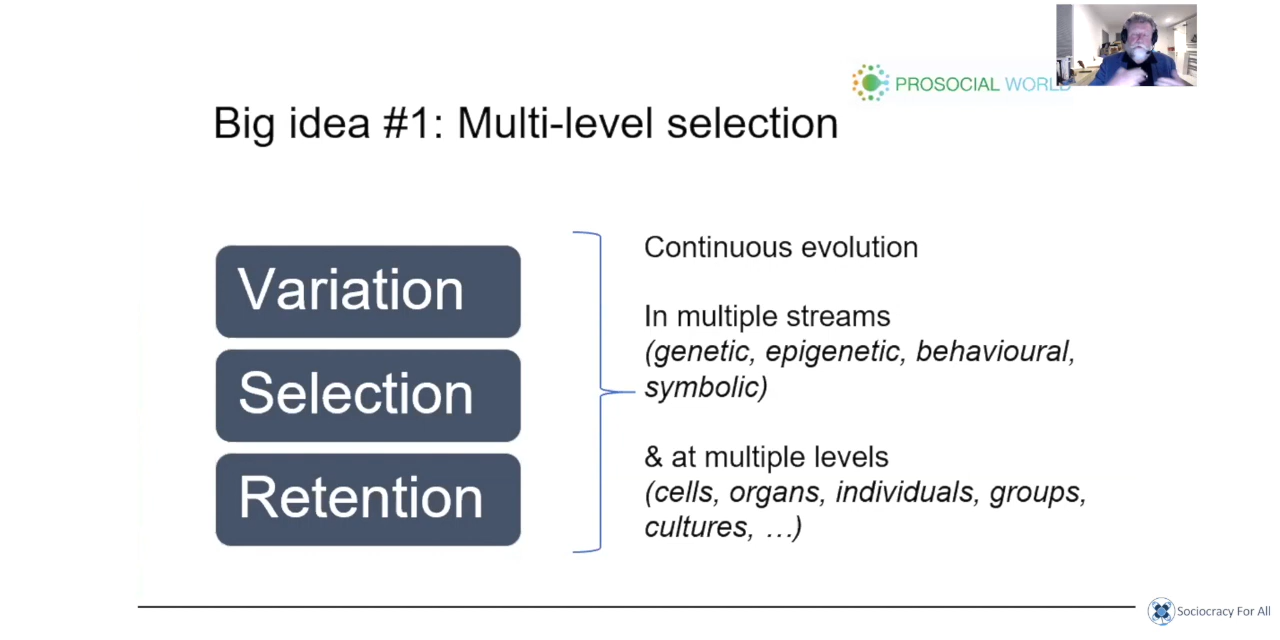 PROSOCIAL WORLD
Big idea #1: Multi-level selection
Variation
Selection
Retention
Continuous evolution
In multiple streams
(genetic, epigenetic, behavioural,
symbolic)
& at multiple levels
(cells, organs, individuals, groups,
cultures, …)
Sociocracy For All